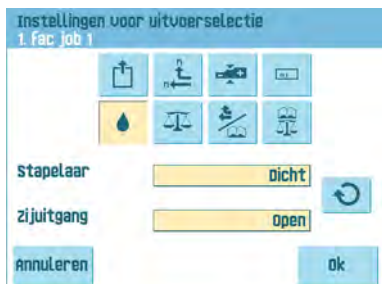 Instellingen voor uitvoerselectie
1. Fac job 1
Stapelaar
Dicht
Zijuitgang
Open
Annuleren
Ok